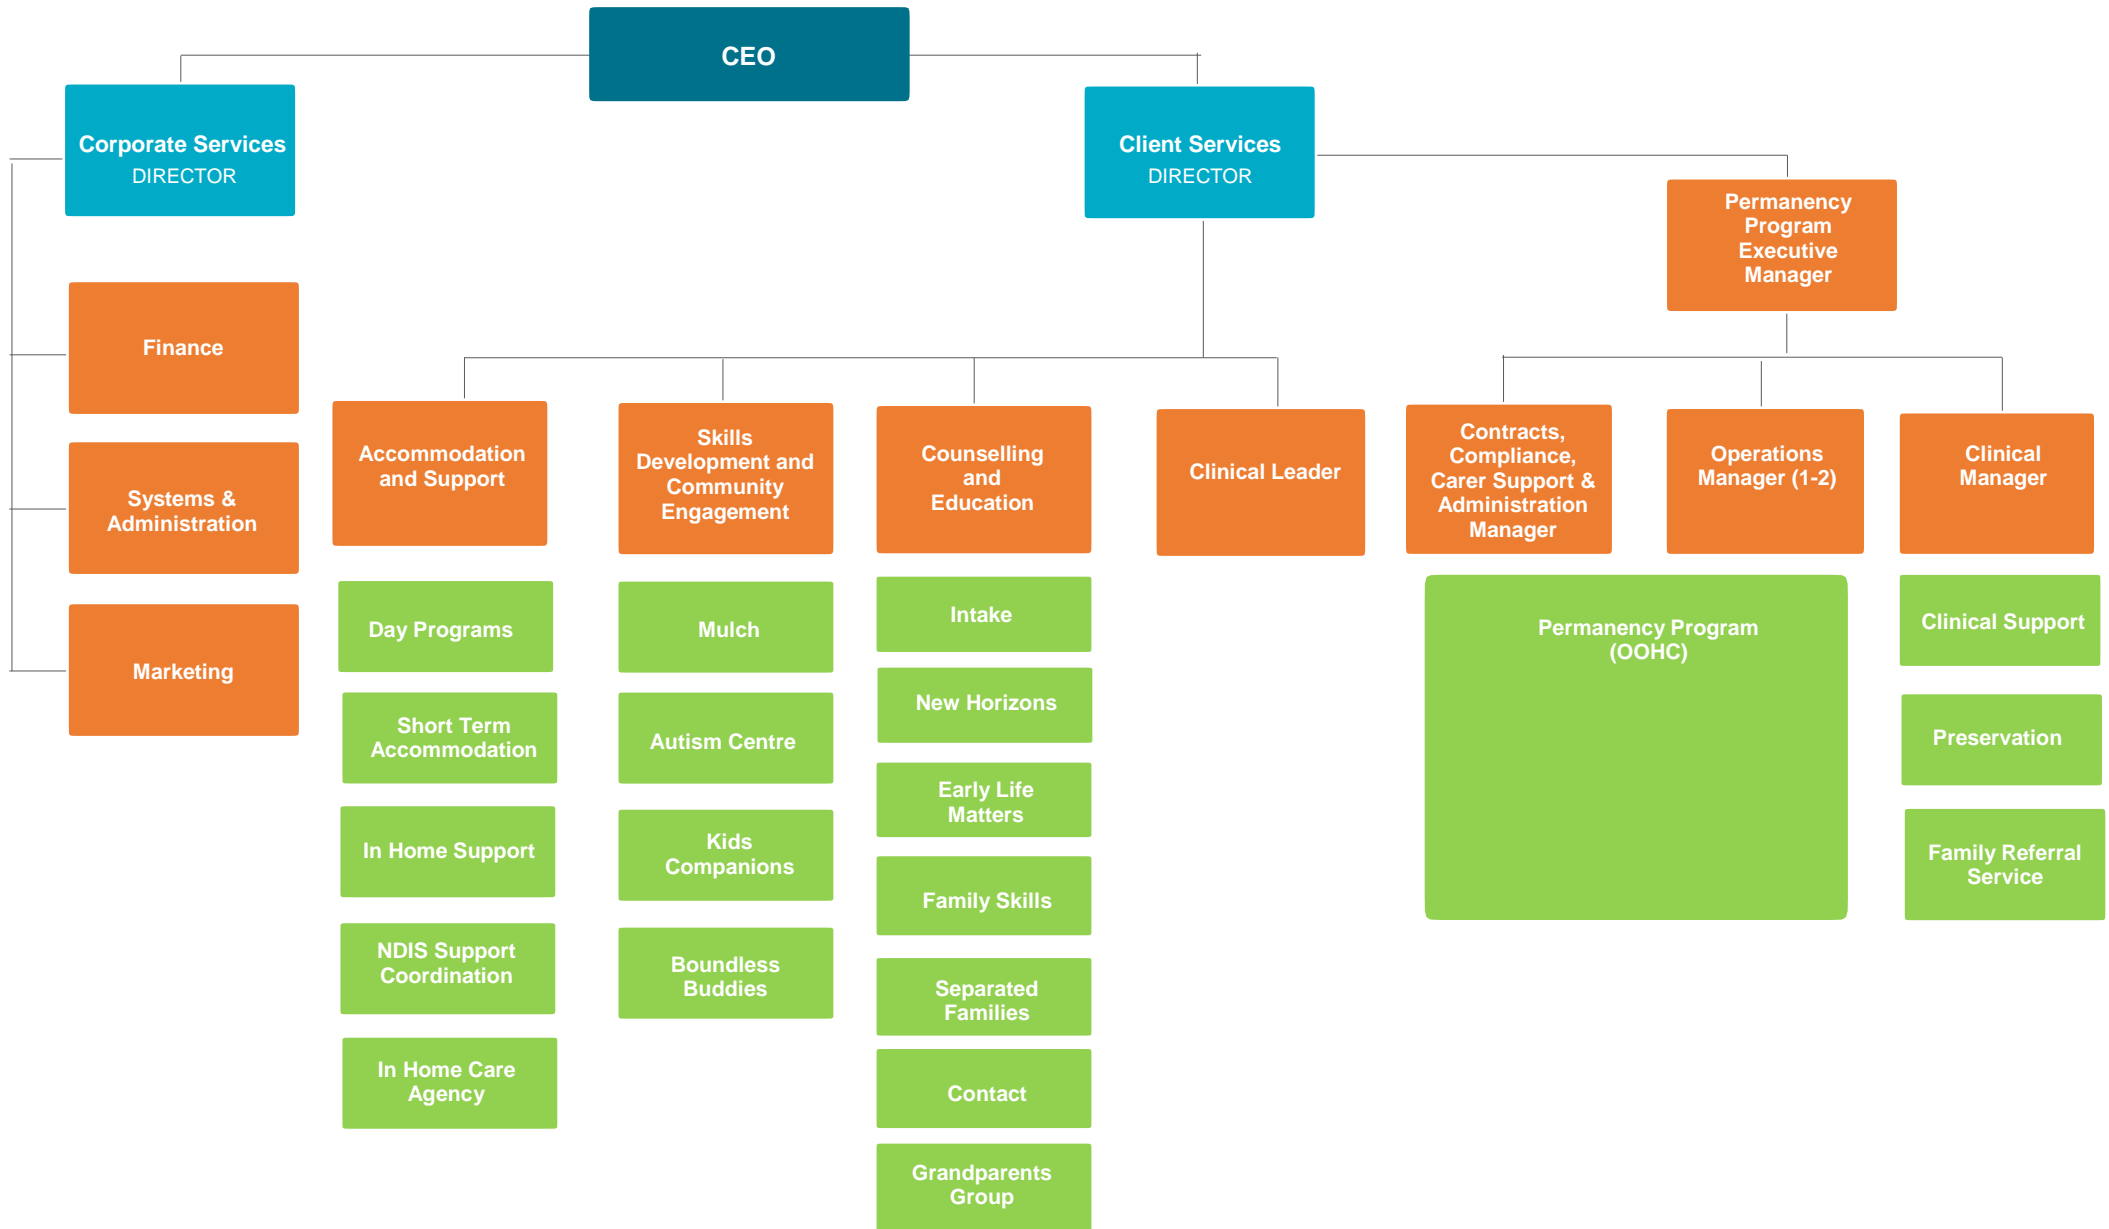 CEO
Corporate Services
DIRECTOR
Client Services
DIRECTOR
Permanency
Program
Executive
Manager
Finance
Systems &
Administration
Marketing
Accommodation
and Support
Skills
Development and
Community
Engagement
Counselling
and
Education
Clinical Leader
Contracts,
Compliance,
Carer Support &
Administration
Manager
Operations
Manager (1-2)
Clinical
Manager
Day Programs
Short Term
Accommodation
In Home Support
NDIS Support
Coordination
In Home Care
Agency
Mulch
Autism Centre
Kids
Companions
Boundless
Buddies
Intake
New Horizons
Early Life
Matters
Family Skills
Separated
Families
Contact
Grandparents
Group
Permanency Program
(OOHC)
Clinical Support
Preservation
Family Referral
Service